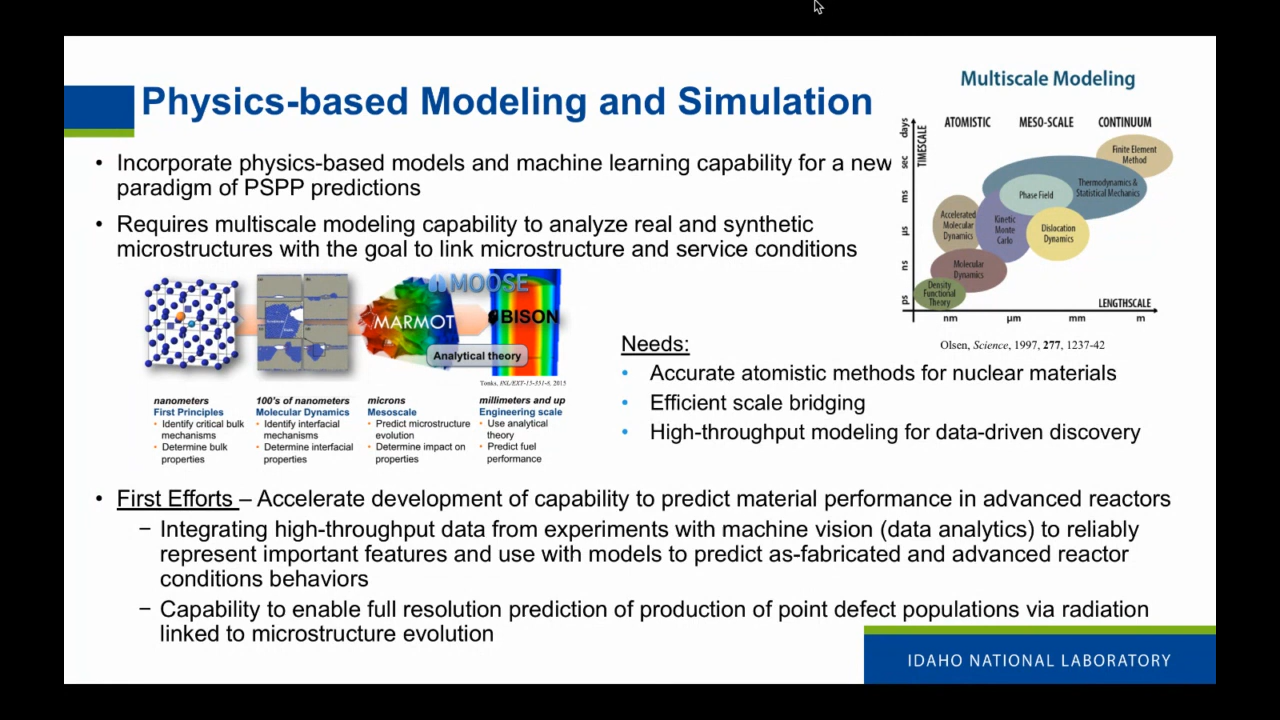 Physics-based Modeling and Simulation
• Incorporate physics-based models and machine learning capability for a new
paradigm of PSPP predictions
• Requires multiscale modeling capability to analyze real and synthetic
microstructures with the goal to link microstructure and service conditions
Multiscale Modeling
ATOMISTIC MESO-SCALE CONTINUUM
TIMESCALE
days
sec
ms
µs
ns
ps
Finite Element
Method
Thermodynamics &
Statistical Mechanics
Phase Field
Accelerated
Molecular
Dynamics
Kinetic
Monte
Carlo
Dislocation
Dynamics
Molecular
Dynamics
Density
Functional
Theory
LENGTHSCALE
nm µm mm m
Olsen, Science, 1997, 277, 1237-42
MOOSE
MARMOT
BISON
Analytical theory
Tonks, INL/EXT-15-351-8, 2015
nanometers
First Principles
• Identify critical bulk
mechanisms
• Determine bulk
properties
100's of nanometers
Molecular Dynamics
• Identify interfacial
mechanisms
• Determine interfacial
properties
microns
Mesoscale
• Predict microstructure
evolution
• Determine impact on
properties
millimeters and up
Engineering scale
• Use analytical
theory
• Predict fuel
performance
Needs:
• Accurate atomistic methods for nuclear materials
• Efficient scale bridging
• High-throughput modeling for data-driven discovery
• First Efforts – Accelerate development of capability to predict material performance in advanced reactors
− Integrating high-throughput data from experiments with machine vision (data analytics) to reliably
represent important features and use with models to predict as-fabricated and advanced reactor
conditions behaviors
− Capability to enable full resolution prediction of production of point defect populations via radiation
linked to microstructure evolution
IDAHO NATIONAL LABORATORY